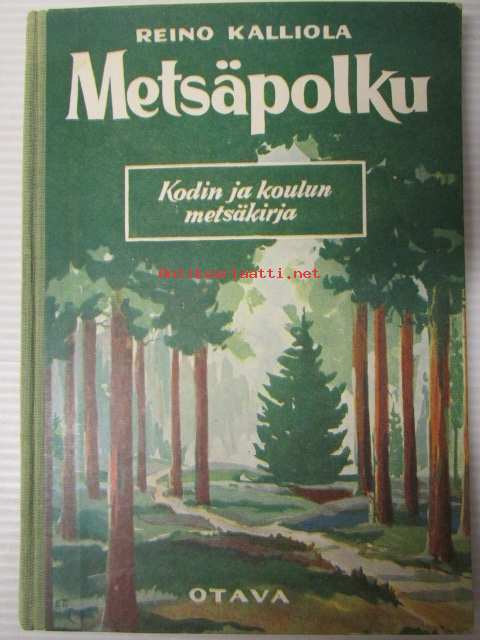 REINO KALLIOLA
Metsäpolku
Kodin ja koulun
metsäkirja
Antikvariaatti.net
OTAVA